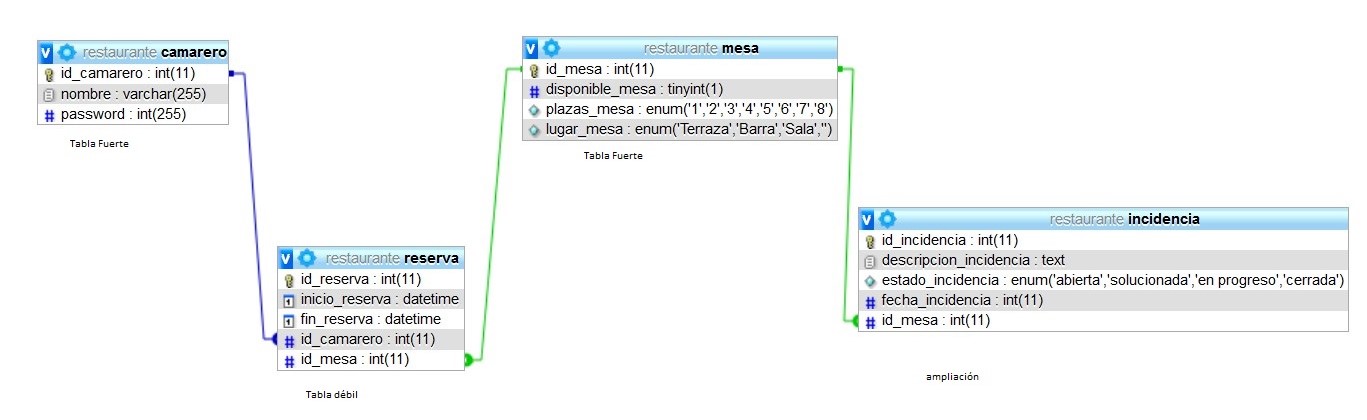 restaurante camarero
id_camarero : int(11)
nombre : varchar(255)
password : int(255)
Tabla Fuerte
restaurante mesa
id_mesa : int(11)
disponible_mesa : tinyint(1)
plazas_mesa : enum('1','2','3','4','5','6','7','8')
lugar_mesa : enum('Terraza','Barra','Sala','')
Tabla Fuerte
restaurante reserva
id_reserva : int(11)
inicio_reserva : datetime
fin_reserva : datetime
id_camarero : int(11)
id_mesa : int(11)
Tabla débil
restaurante incidencia
id_incidencia : int(11)
descripcion_incidencia : text
estado_incidencia : enum('abierta','solucionada','en progreso','cerrada')
fecha_incidencia : int(11)
id_mesa : int(11)
ampliación